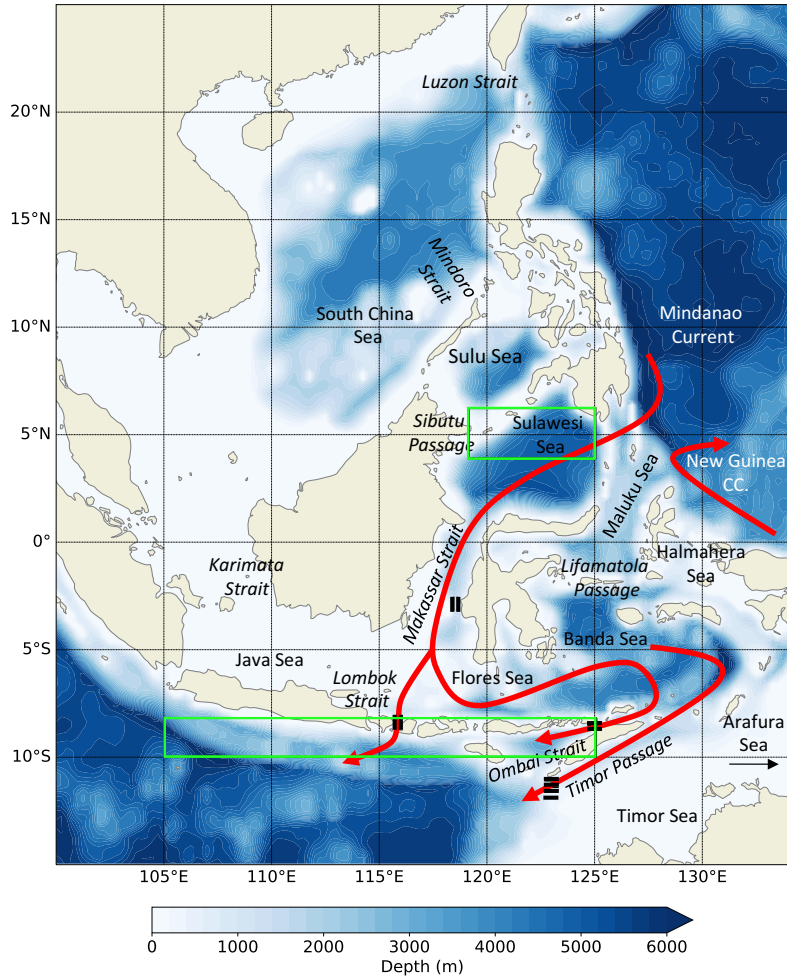 Luzon Strait
20°N
15°N
Mindoro
Strait
South China
Sea
Mindanao
Current
10°N
Sulu Sea
Sibutu
Passage
Sulawesi
Sea
5°N
New Guinea
CC.
Maluku Sea
0°
Halmahera
Sea
Karimata
Strait
Makassar Strait
Lifamatola
Passage
5°S
Java Sea
Banda Sea
Lombok
Strait
Flores Sea
Arafura
Sea
10°S
Ombai Strait
Timor Passage
Timor Sea
105°E
110°E
115°E
120°E
125°E
130°E
0
1000
2000
3000
4000
5000
6000
Depth (m)